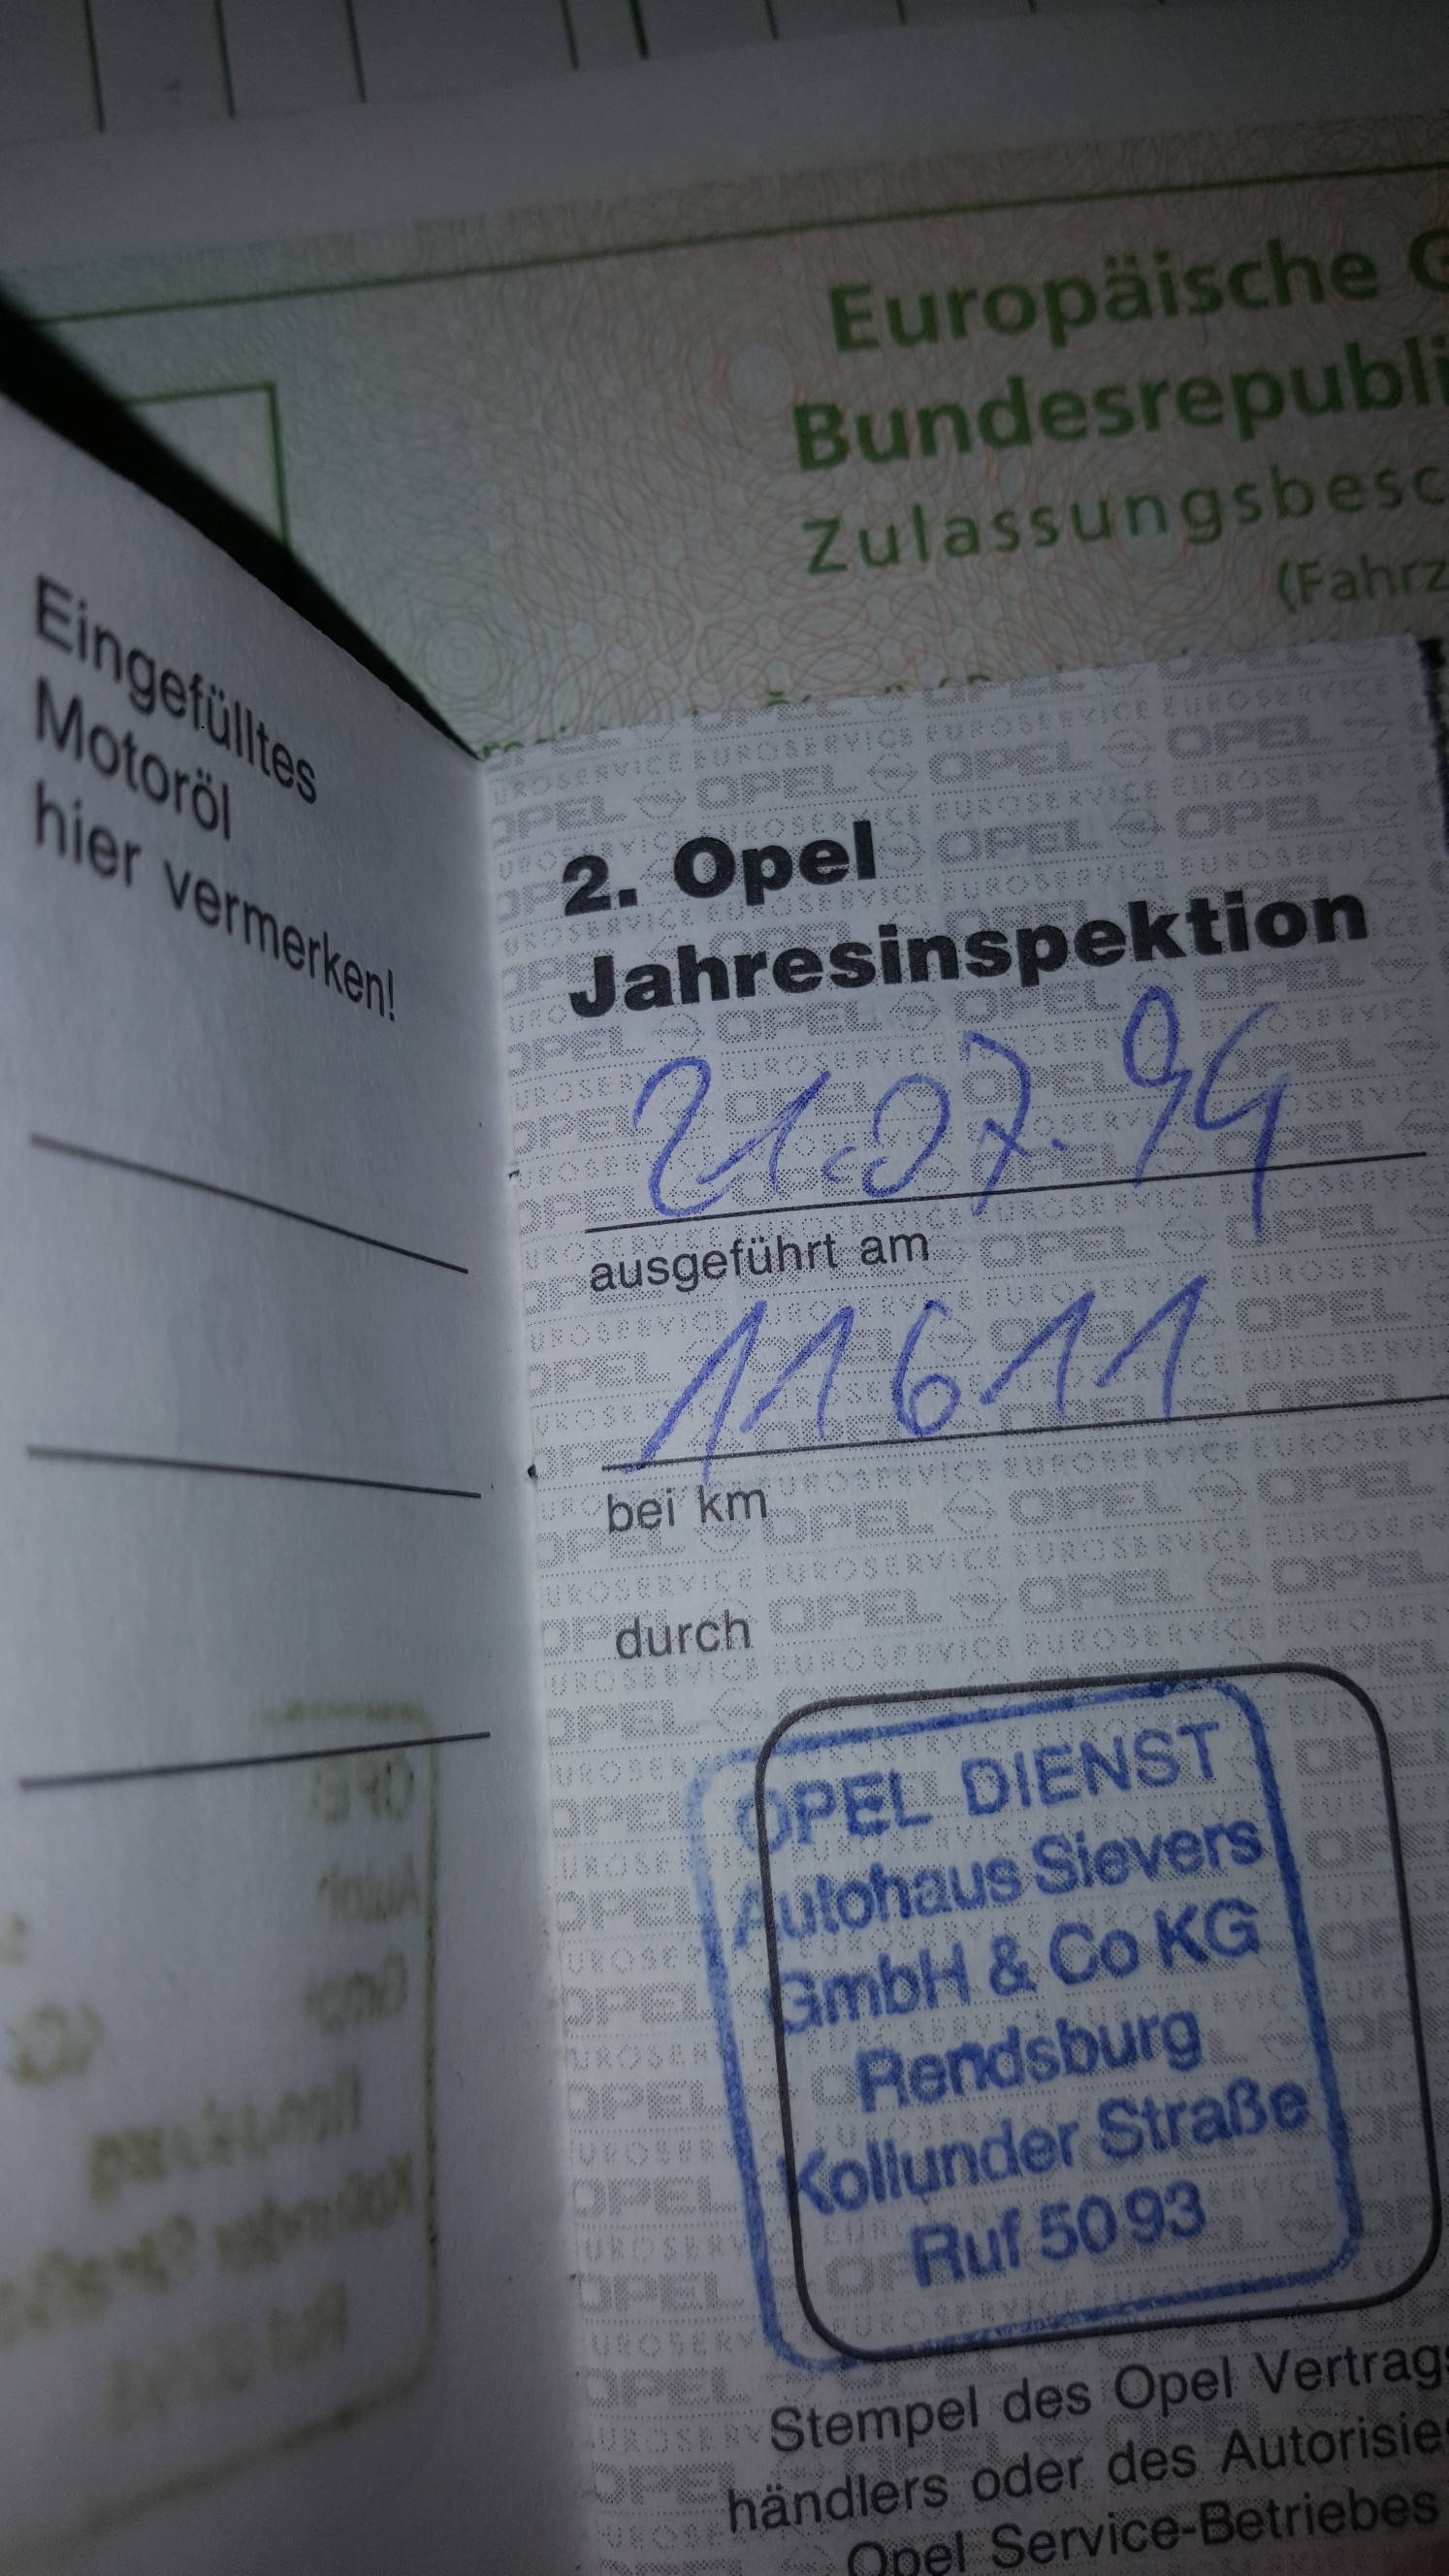 Europäische
Bundesrepubli
Zulassungsbesc
(Fahrz
Eingefülltes
Motoröl
hier vermerken!
2. Opel
Jahresinspektion
21.07.94
ausgeführt am
11611
bei km
durch
OPEL DIENST
Autohaus Sievers
GmbH & Co KG
Rendsburg
Kollunder Straße
Ruf 5093
Stempel des Opel Vertrags
händlers oder des Autorisie
Opel Service-Betriebes